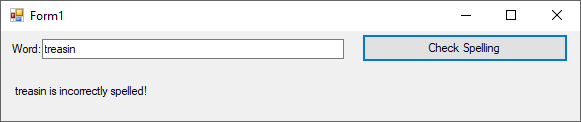 Form1
Word: treasin Check Spelling
treasin is incorrectly spelled!